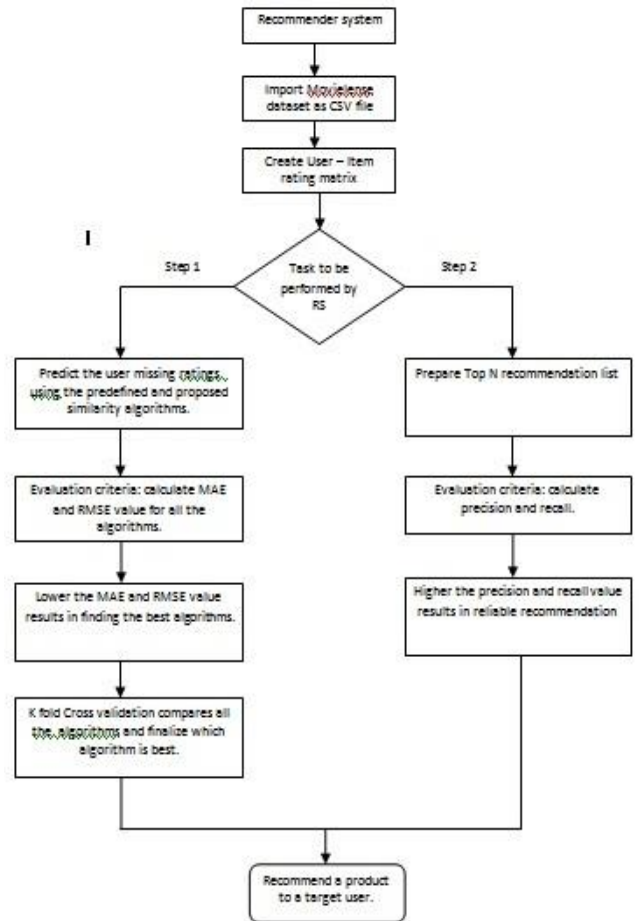 Recommender system
Import Movielense
dataset as CSV file
Create User – Item
rating matrix
I
Step 1
Task to be
performed by
RS
Step 2
Predict the user missing ratings
using the predefined and proposed
similarity algorithms.
Evaluation criteria: calculate MAE
and RMSE value for all the
algorithms.
Lower the MAE and RMSE value
results in finding the best algorithms.
K fold Cross validation compares all
the algorithms and finalize which
algorithm is best.
Prepare Top N recommendation list
Evaluation criteria: calculate
precision and recall.
Higher the precision and recall value
results in reliable recommendation
Recommend a product
to a target user.